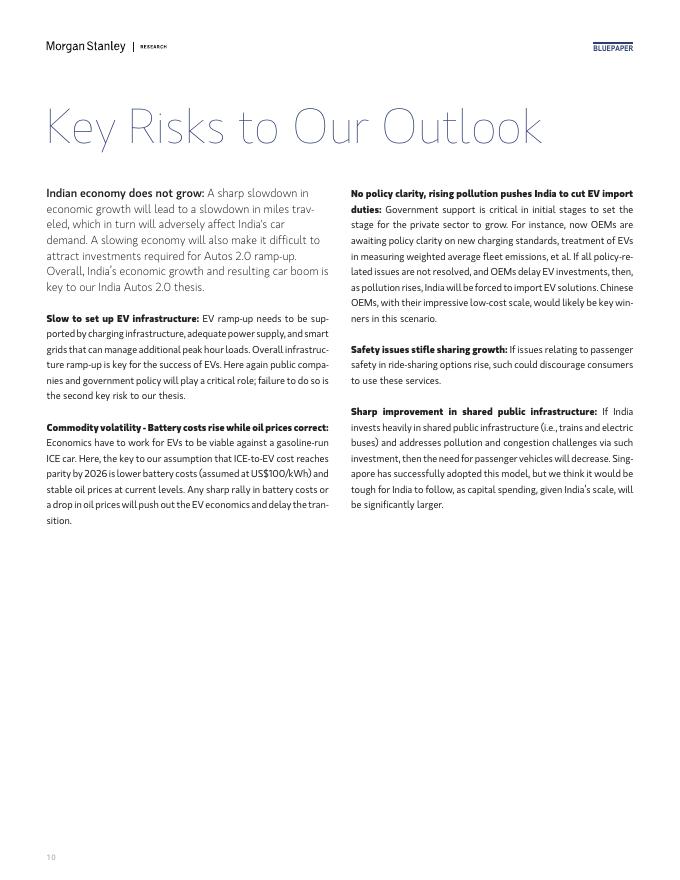 Morgan Stanley | RESEARCH
BLUEPAPER
Key Risks to Our Outlook
Indian economy does not grow: A sharp slowdown in
economic growth will lead to a slowdown in miles trav-
eled, which in turn will adversely affect India's car
demand. A slowing economy will also make it difficult to
attract investments required for Autos 2.0 ramp-up.
Overall, India's economic growth and resulting car boom is
key to our India Autos 2.0 thesis.
Slow to set up EV infrastructure: EV ramp-up needs to be sup-
ported by charging infrastructure, adequate power supply, and smart
grids that can manage additional peak hour loads. Overall infrastruc-
ture ramp-up is key for the success of EVs. Here again public compa-
nies and government policy will play a critical role; failure to do so is
the second key risk to our thesis.
Commodity volatility - Battery costs rise while oil prices correct:
Economics have to work for EVs to be viable against a gasoline-run
ICE car. Here, the key to our assumption that ICE-to-EV cost reaches
parity by 2026 is lower battery costs (assumed at US$100/kWh) and
stable oil prices at current levels. Any sharp rally in battery costs or
a drop in oil prices will push out the EV economics and delay the tran-
sition.
No policy clarity, rising pollution pushes India to cut EV import
duties: Government support is critical in initial stages to set the
stage for the private sector to grow. For instance, now OEMs are
awaiting policy clarity on new charging standards, treatment of EVs
in measuring weighted average fleet emissions, et al. If all policy-re-
lated issues are not resolved, and OEMs delay EV investments, then,
as pollution rises, India will be forced to import EV solutions. Chinese
OEMs, with their impressive low-cost scale, would likely be key win-
ners in this scenario.
Safety issues stifle sharing growth: If issues relating to passenger
safety in ride-sharing options rise, such could discourage consumers
to use these services.
Sharp improvement in shared public infrastructure: If India
invests heavily in shared public infrastructure (i.e., trains and electric
buses) and addresses pollution and congestion challenges via such
investment, then the need for passenger vehicles will decrease. Sing-
apore has successfully adopted this model, but we think it would be
tough for India to follow, as capital spending, given India's scale, will
be significantly larger.
10